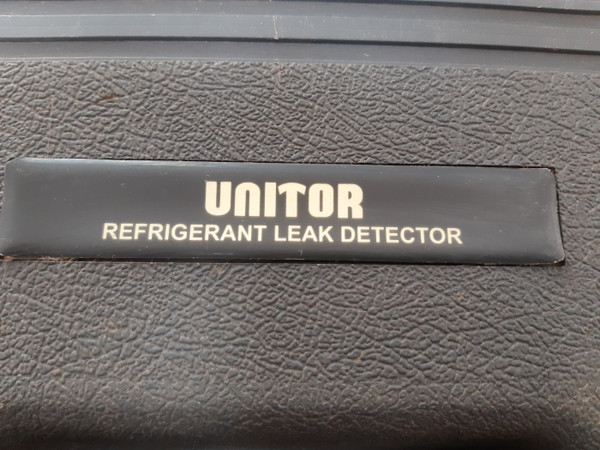 UNITOR
REFRIGERANT LEAK DETECTOR